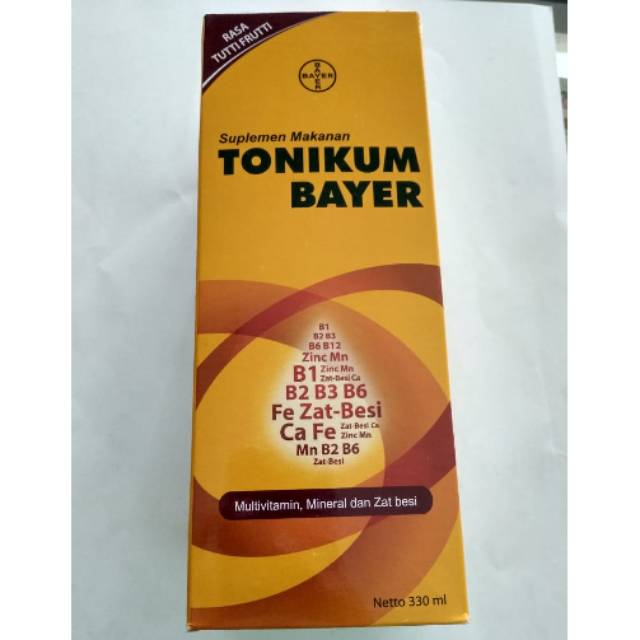 RASA
TUTTI FRUTTI
BAYER
BAYER
Suplemen Makanan
TONIKUM
BAYER
B1
B2 B3
B6 B12
Zinc Mn
B1 Zinc Mn
Zat-Besi Ca
B2 B3 B6
Fe Zat-Besi
Ca Fe Zat-Besi Ca
Zinc Mn
Mn B2 B6
Zat-Besi
Multivitamin, Mineral dan Zat besi
Netto 330 ml